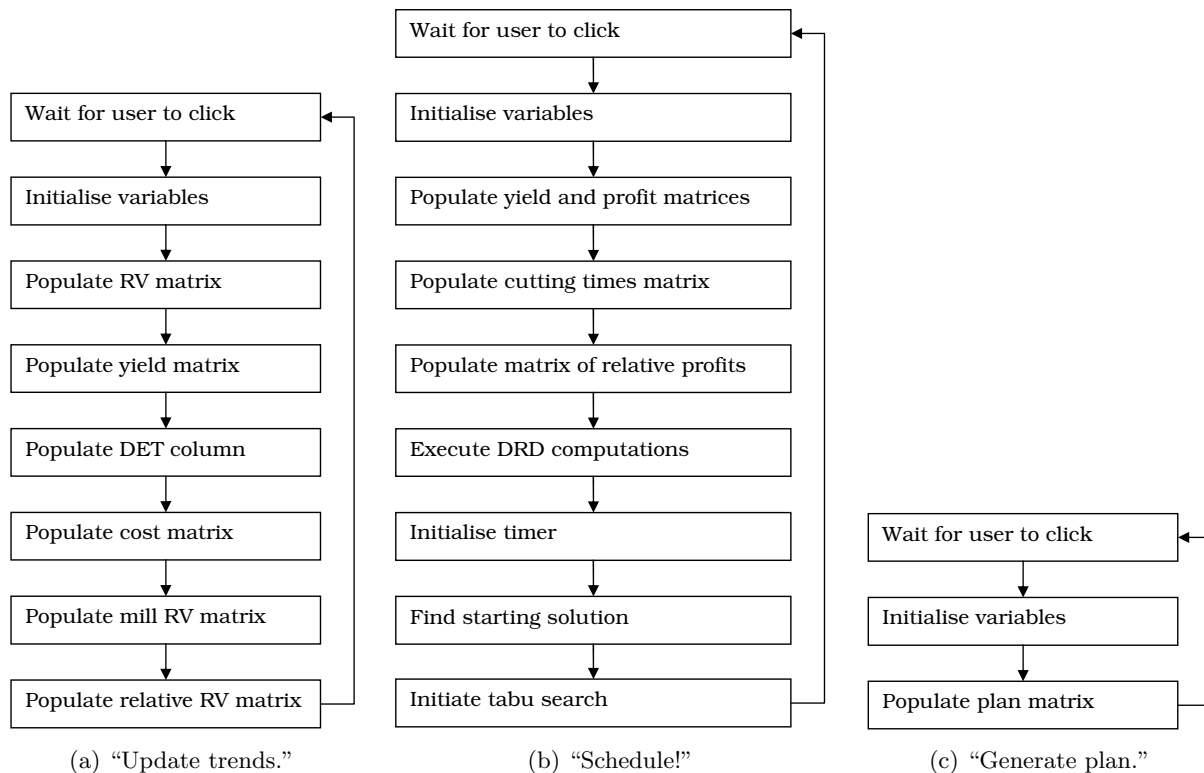 Wait for user to click
Initialise variables
Populate RV matrix
Populate yield matrix
Populate DET column
Populate cost matrix
Populate mill RV matrix
Populate relative RV matrix
(a) “Update trends.”
Wait for user to click
Initialise variables
Populate yield and profit matrices
Populate cutting times matrix
Populate matrix of relative profits
Execute DRD computations
Initialise timer
Find starting solution
Initiate tabu search
(b) “Schedule!”
Wait for user to click
Initialise variables
Populate plan matrix
(c) “Generate plan.”